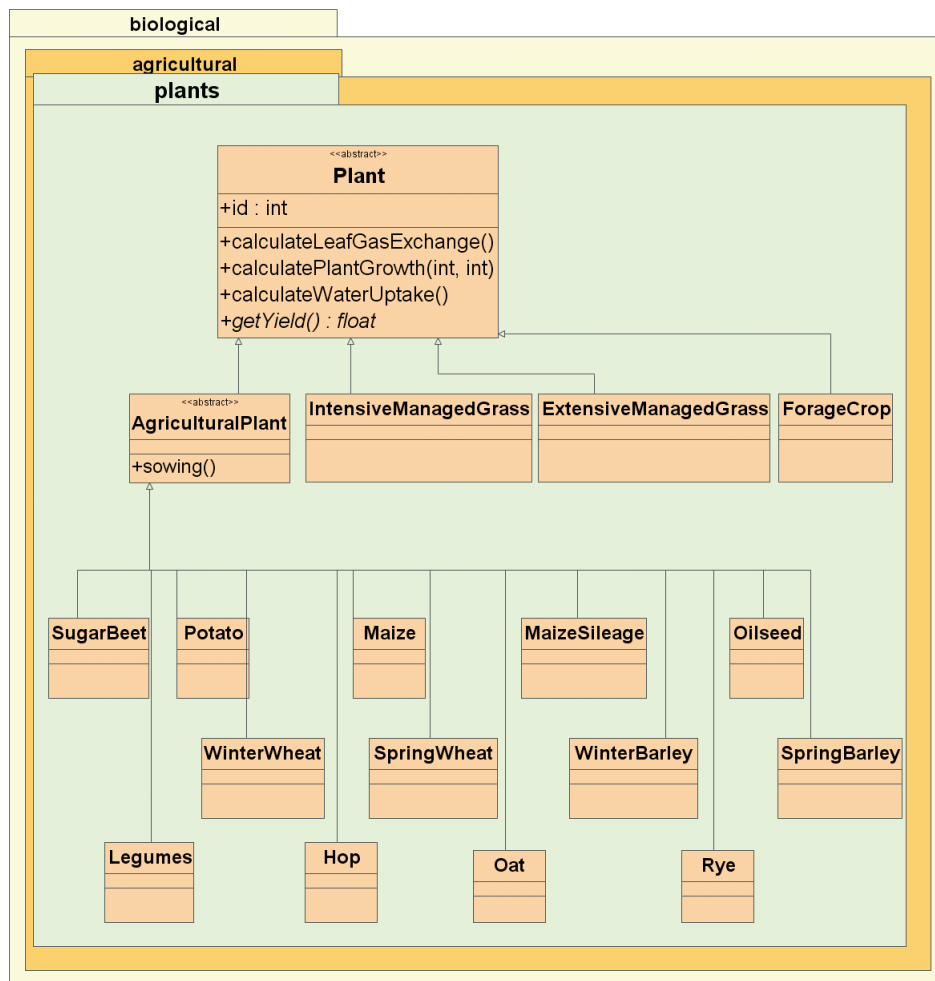 biological
agricultural
plants
<<abstract>>
Plant
+id : int
+calculateLeafGasExchange()
+calculatePlantGrowth(int, int)
+calculateWaterUptake()
+getYield() : float
<<abstract>>
AgriculturalPlant
+sowing()
IntensiveManagedGrass
ExtensiveManagedGrass
ForageCrop
SugarBeet
Potato
Maize
MaizeSileage
Oilseed
WinterWheat
SpringWheat
WinterBarley
SpringBarley
Legumes
Hop
Oat
Rye